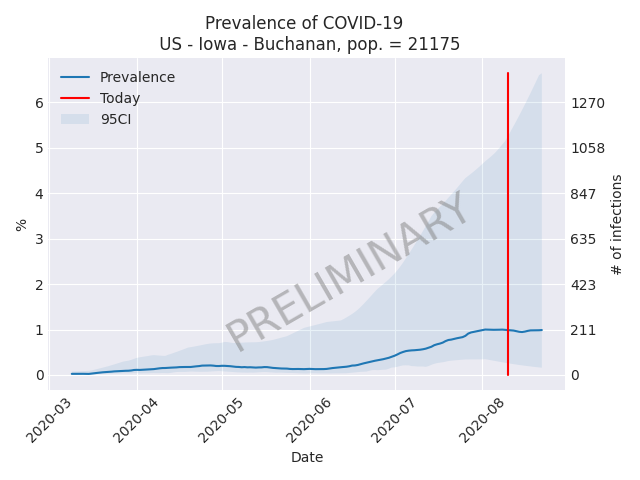 Prevalence of COVID-19
US - Iowa - Buchanan, pop. = 21175
Prevalence
Today
95CI
PRELIMINARY
%
6
5
4
3
2
1
0
1270
1058
847
635
423
211
0
# of infections
2020-03
2020-04
2020-05
2020-06
2020-07
2020-08
Date